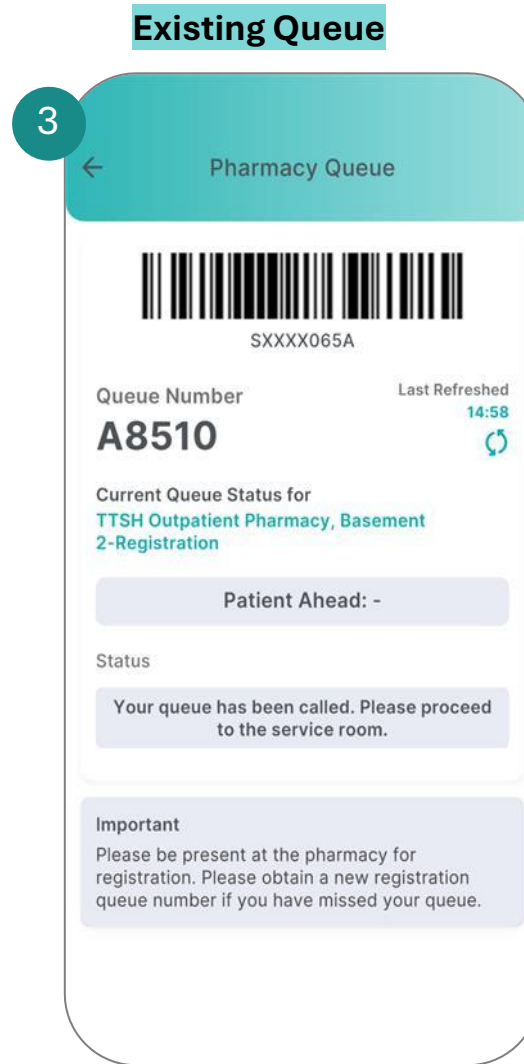 Existing Queue
3
Pharmacy Queue
SXXXX065A
Queue Number
Last Refreshed
A8510
14:58
Current Queue Status for
TTSH Outpatient Pharmacy, Basement
2-Registration
Patient Ahead: -
Status
Your queue has been called. Please proceed
to the service room.
Important
Please be present at the pharmacy for
registration. Please obtain a new registration
queue number if you have missed your queue.